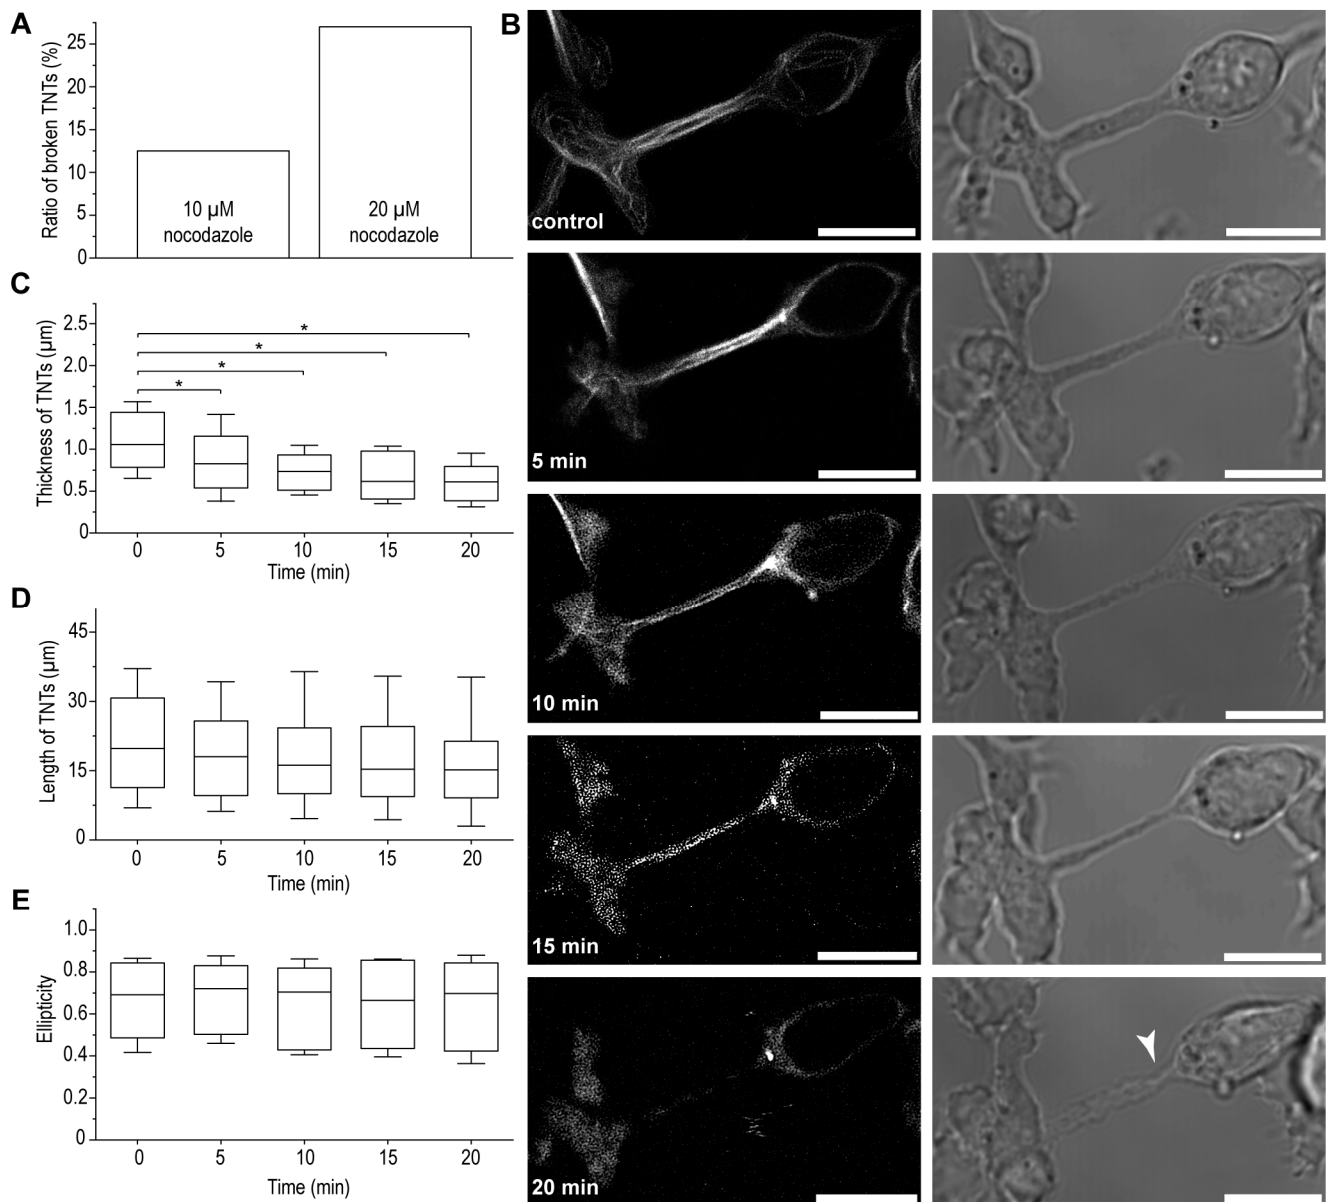 A
Ratio of broken TNTs (%)
25
20
15
10
5
0
10 µM
nocodazole
20 µM
nocodazole
B
control
5 min
10 min
15 min
20 min
C
Thickness of TNTs (µm)
2.5
2.0
1.5
1.0
0.5
0
*
*
*
*
0 5 10 15 20
Time (min)
D
Length of TNTs (µm)
45
30
15
0
0 5 10 15 20
Time (min)
E
Ellipticity
1.0
0.8
0.6
0.4
0.2
0
0 5 10 15 20
Time (min)